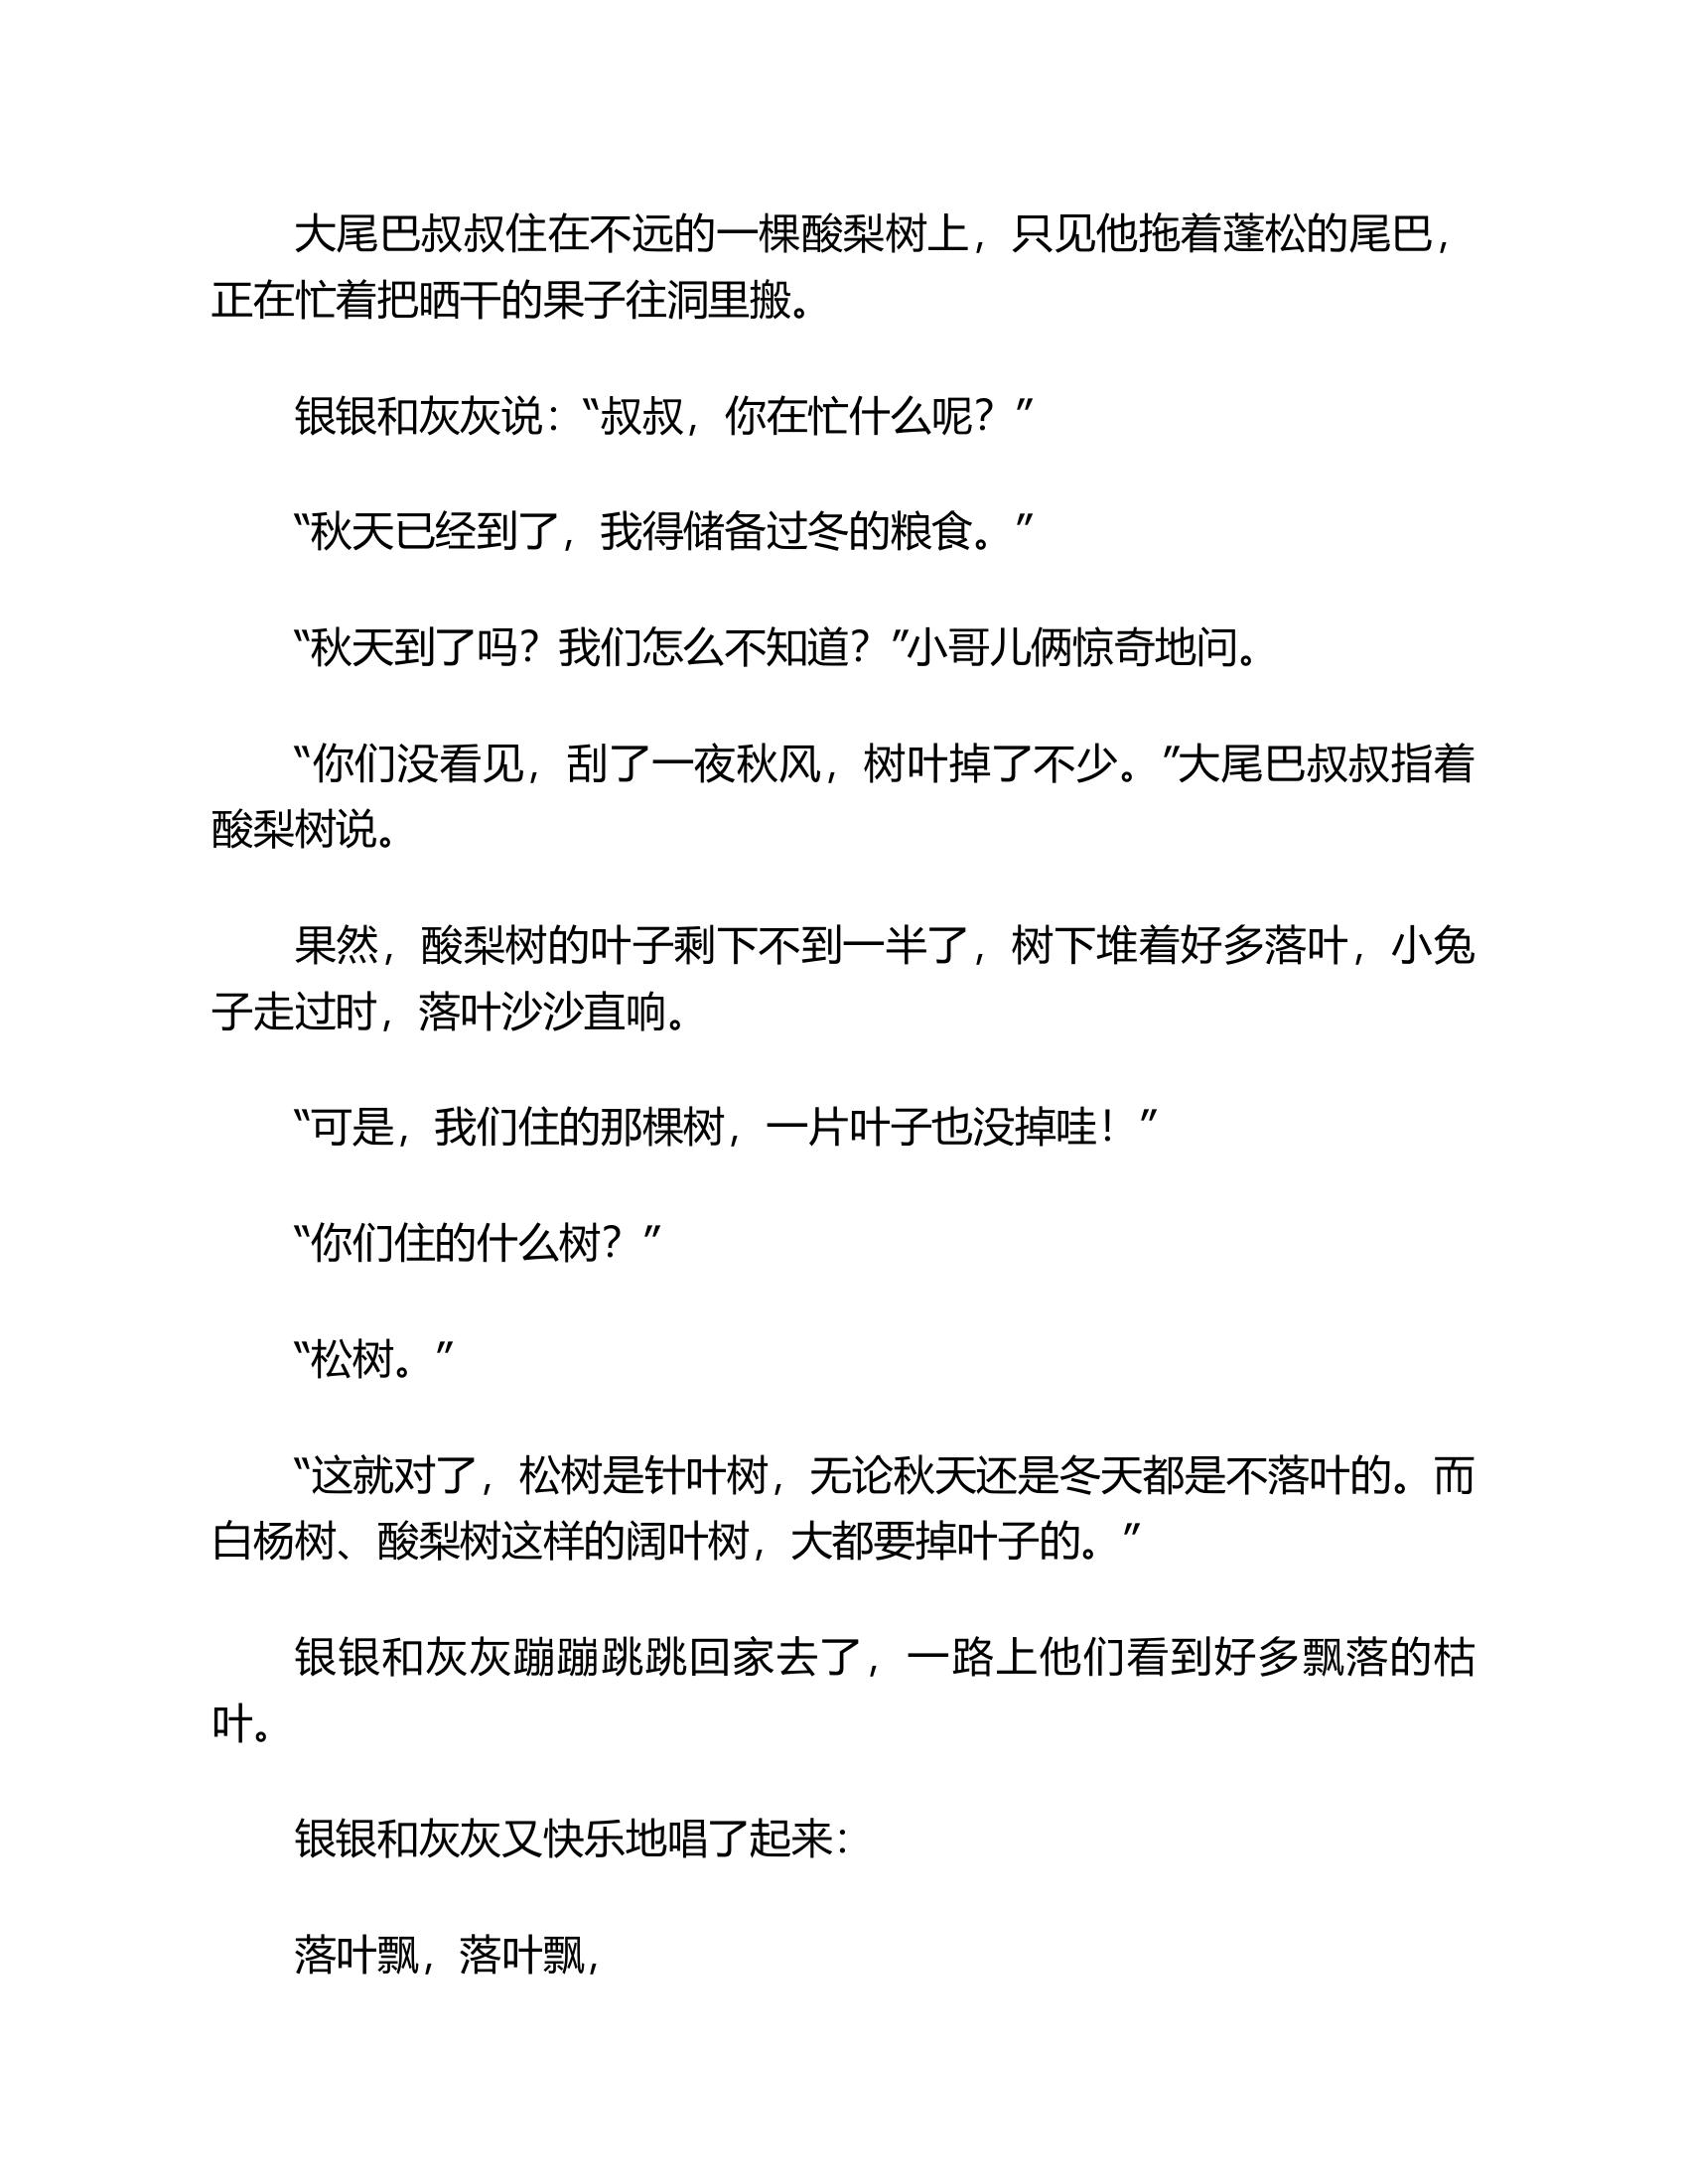 大尾巴叔叔住在不远的一棵酸梨树上，只见他拖着蓬松的尾巴，
正在忙着把晒干的果子往洞里搬。
银银和灰灰说：“叔叔，你在忙什么呢？”
“秋天已经到了，我得储备过冬的粮食。”
“秋天到了吗？我们怎么不知道？”小哥儿俩惊奇地问。
“你们没看见，刮了一夜秋风，树叶掉了不少。”大尾巴叔叔指着
酸梨树说。
果然，酸梨树的叶子剩下不到一半了，树下堆着好多落叶，小兔
子走过时，落叶沙沙直响。
“可是，我们住的那棵树，一片叶子也没掉哇！”
“你们住的什么树？”
“松树。”
“这就对了，松树是针叶树，无论秋天还是冬天都是不落叶的。而
白杨树、酸梨树这样的阔叶树，大都要掉叶子的。”
银银和灰灰蹦蹦跳跳回家去了，一路上他们看到好多飘落的枯
叶。
银银和灰灰又快乐地唱了起来：
落叶飘，落叶飘，